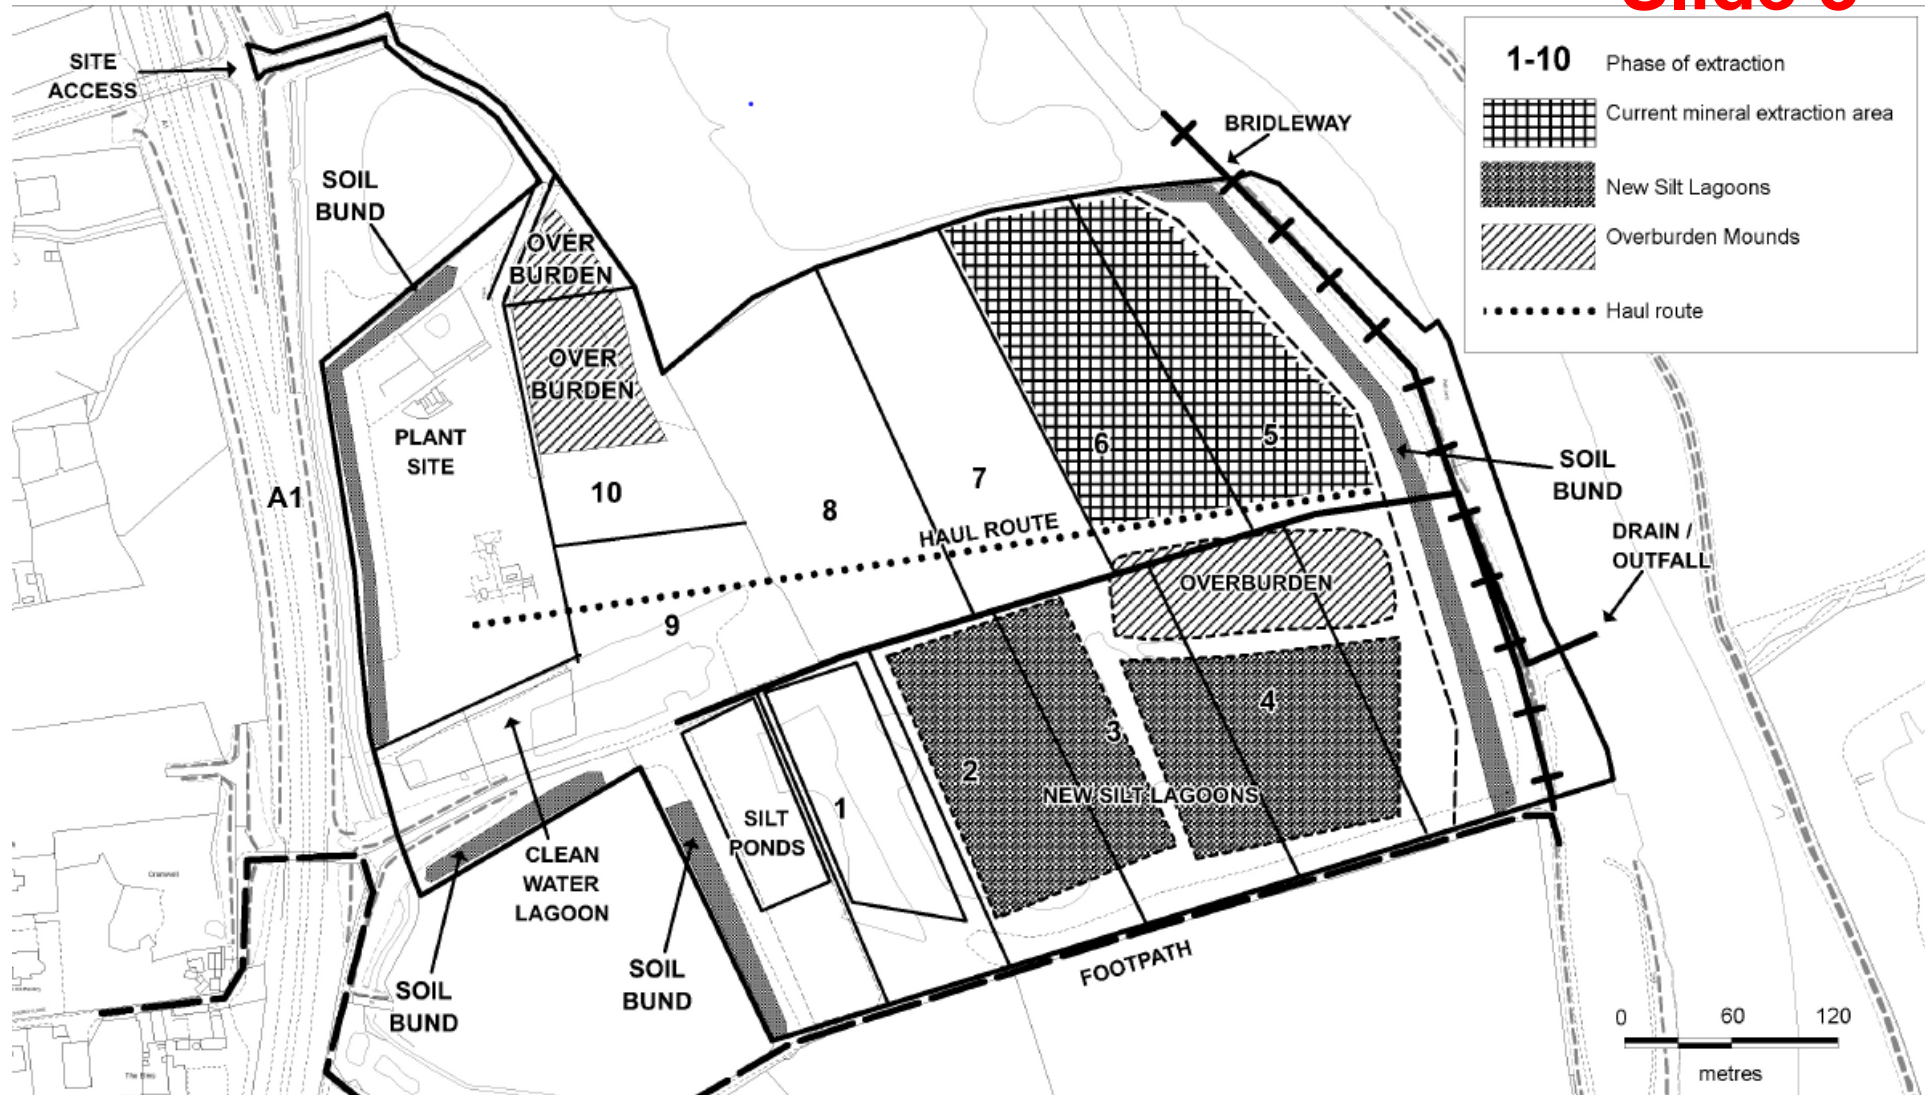 SITE
ACCESS
SOIL
BUND
OVER
BURDEN
OVER
BURDEN
PLANT
SITE
A1
10
8
7
6
5
HAUL ROUTE
9
BRIDLEWAY
SOIL
BUND
DRAIN /
OUTFALL
OVERBURDEN
4
3
2
NEW SILT LAGOONS
1
SILT
PONDS
CLEAN
WATER
LAGOON
SOIL
BUND
SOIL
BUND
FOOTPATH
The Elms
1-10 Phase of extraction
Current mineral extraction area
New Silt Lagoons
Overburden Mounds
Haul route
0 60 120
metres